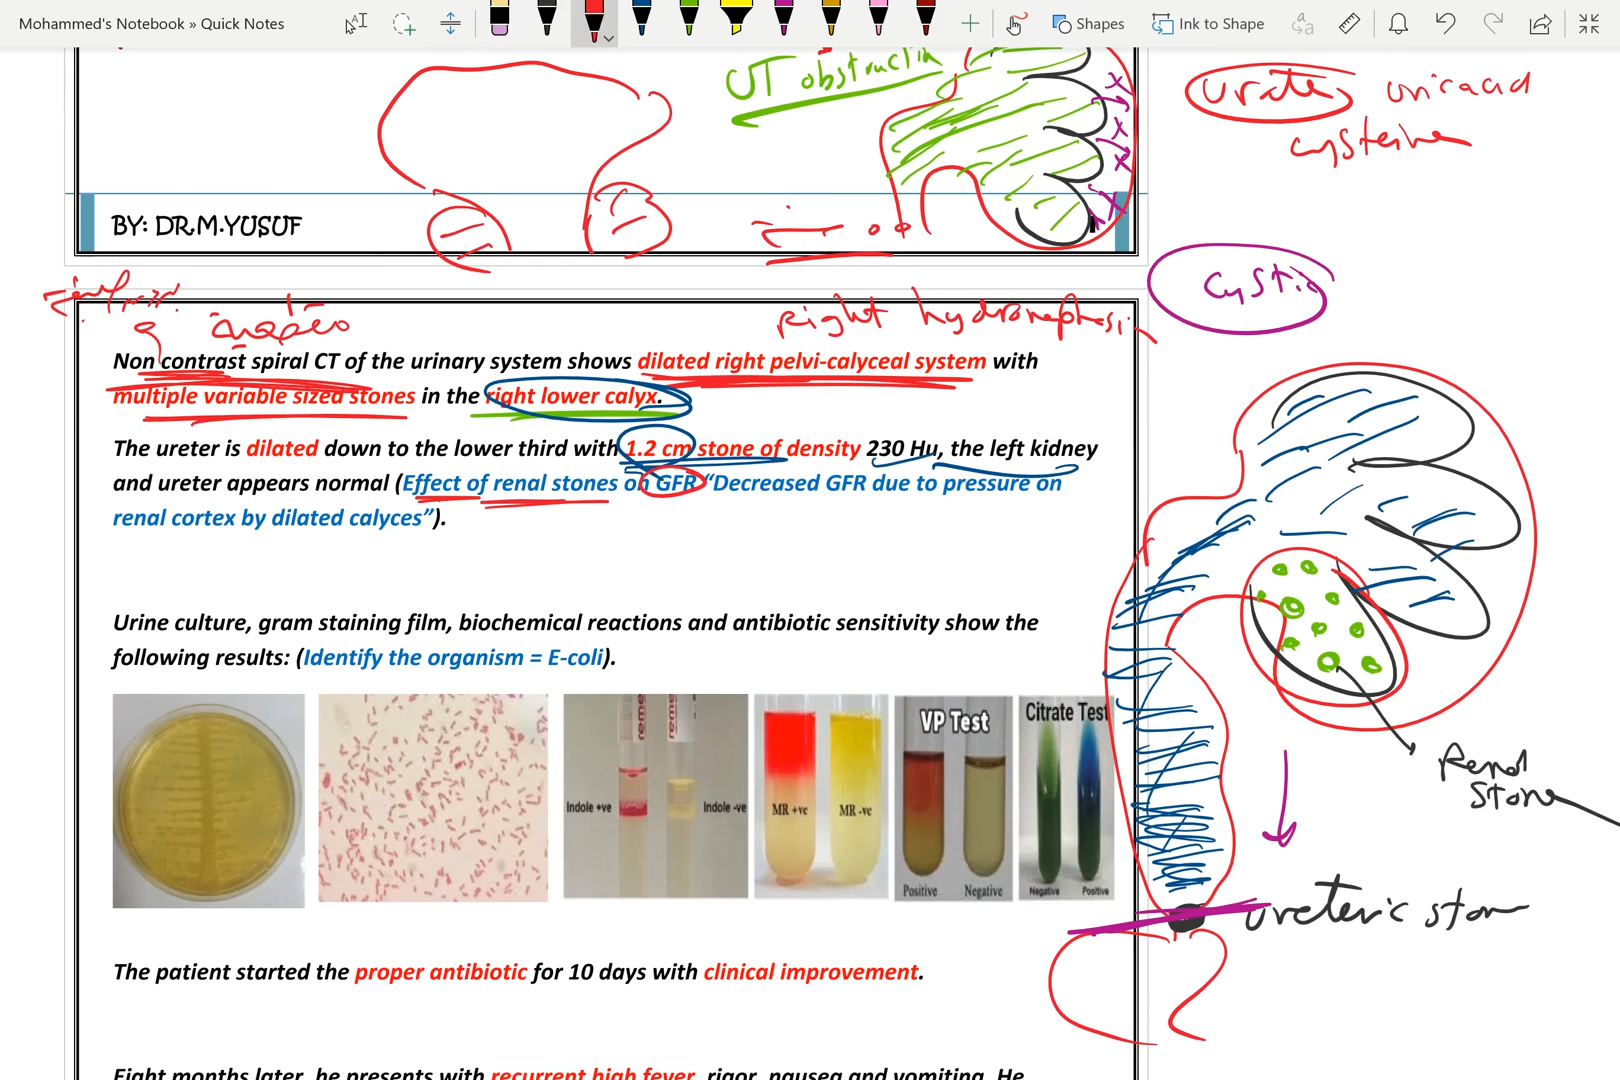 Mohammed's Notebook » Quick Notes
Shapes
Ink to Shape
UT obstructin
urate uric acid
cysteine
BY: DR.M.YUSUF
Cystin
Right hydronephrosis
Non contrast spiral CT of the urinary system shows dilated right pelvi-calyceal system with
multiple variable sized stones in the right lower calyx.
The ureter is dilated down to the lower third with 1.2 cm stone of density 230 Hu, the left kidney
and ureter appears normal (Effect of renal stones on GFR “Decreased GFR due to pressure on
renal cortex by dilated calyces”).
Urine culture, gram staining film, biochemical reactions and antibiotic sensitivity show the
following results: (Identify the organism = E-coli).
reme
reme
Indole +ve
Indole -ve
MR +ve
MR -ve
VP Test
Positive
Negative
Citrate Test
Negative
Positive
Renal
Stone
ureteric stone
The patient started the proper antibiotic for 10 days with clinical improvement.
Eight months later, he presents with recurrent high fever, rigor, nausea and vomiting. He